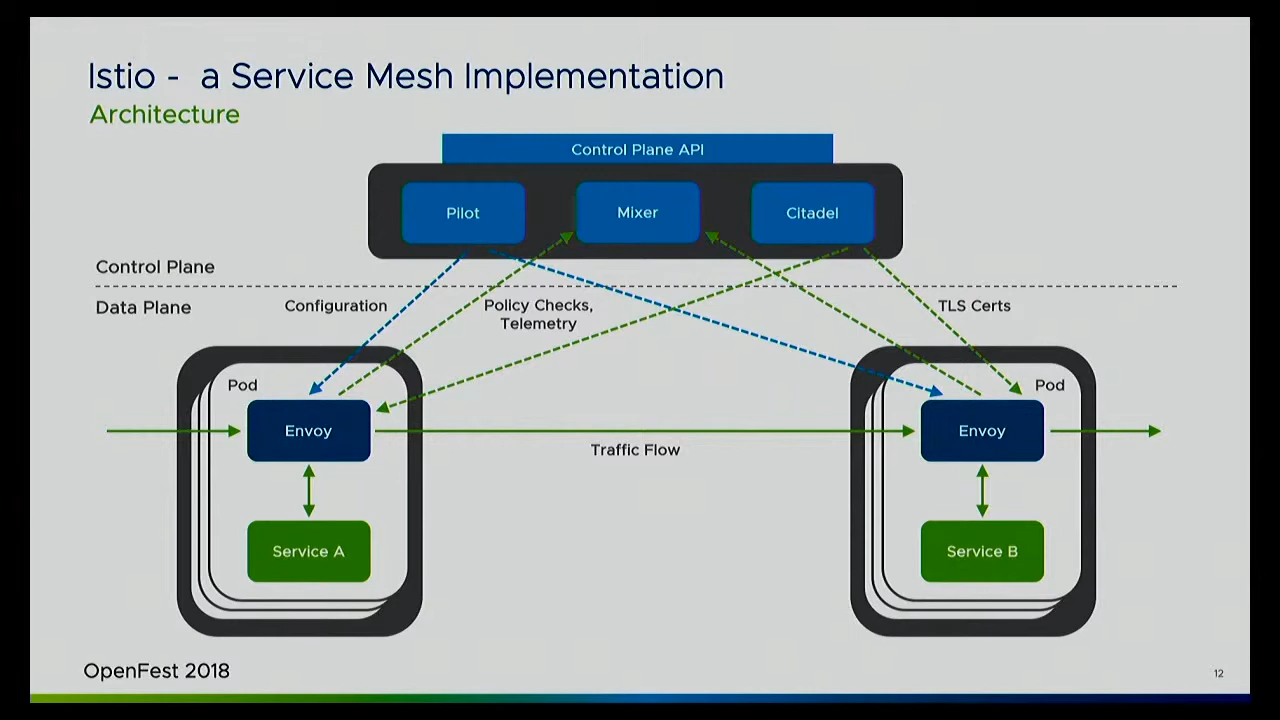 Istio - a Service Mesh Implementation
Architecture
Control Plane API
Pilot
Mixer
Citadel
Control Plane
Data Plane
Configuration
Policy Checks,
Telemetry
TLS Certs
Pod
Pod
Envoy
Envoy
Traffic Flow
Service A
Service B
OpenFest 2018
12